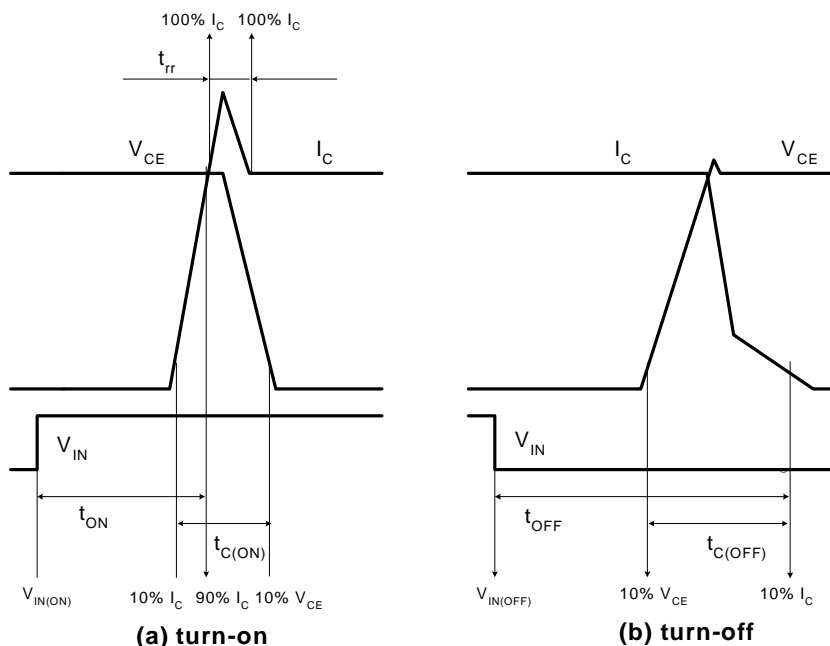 100% I_C 100% I_C
t_rr
V_CE I_C
I_C V_CE
V_IN
V_IN
t_ON
t_C(ON)
t_OFF
t_C(OFF)
V_IN(ON) 10% I_C 90% I_C 10% V_CE
V_IN(OFF) 10% V_CE 10% I_C
(a) turn-on
(b) turn-off